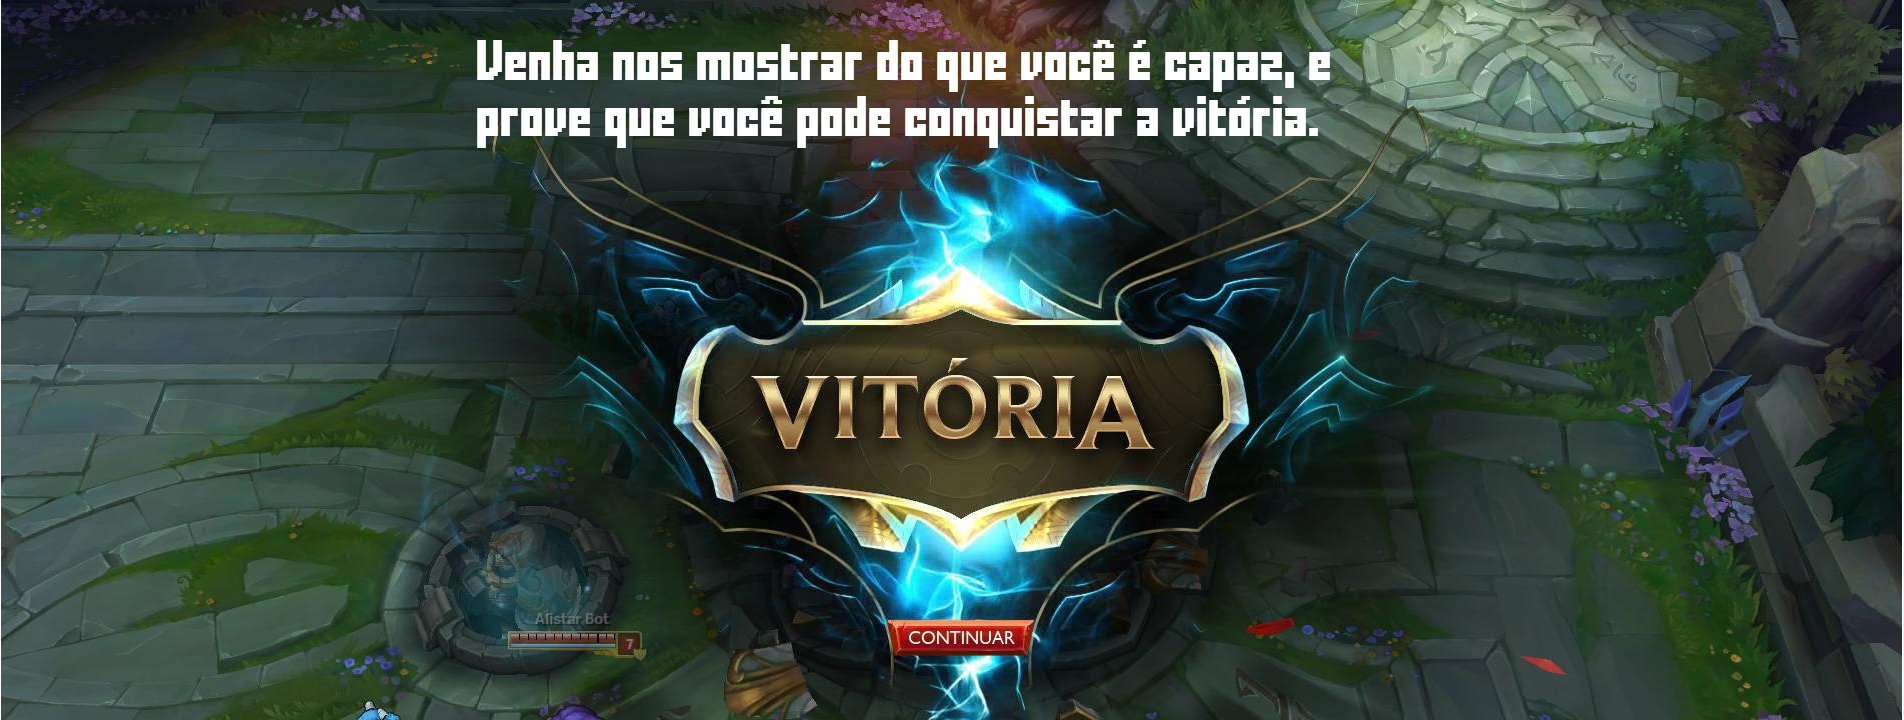 Venha nos mostrar do que você é capaz, e
prove que você pode conquistar a vitória.
VITÓRIA
Alistar Bot
7
CONTINUAR